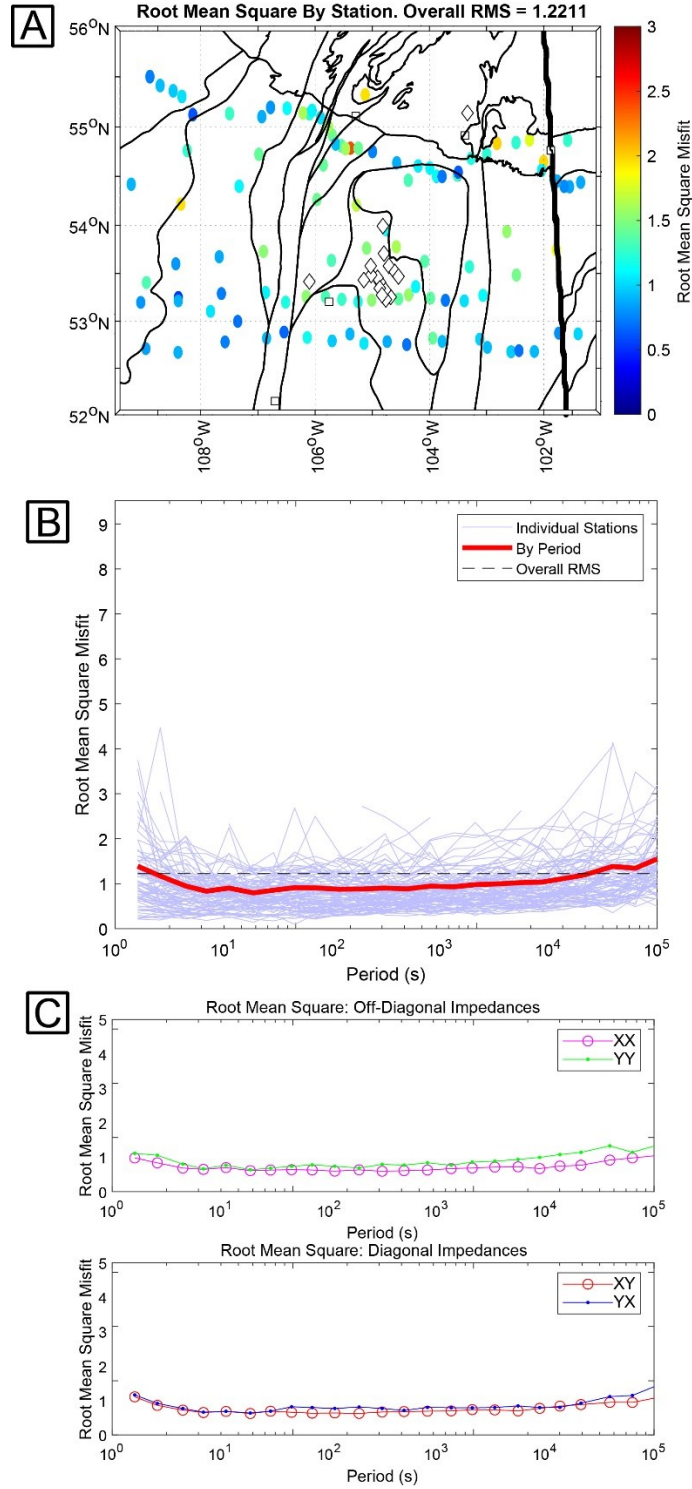 A
Root Mean Square By Station. Overall RMS = 1.2211
56°N
55°N
54°N
53°N
52°N
108°W
106°W
104°W
102°W
3
2.5
2
1.5
1
0.5
0
Root Mean Square Misfit
B
9
8
7
6
5
4
3
2
1
0
Root Mean Square Misfit
Individual Stations
By Period
Overall RMS
10^0
10^1
10^2
10^3
10^4
10^5
Period (s)
C
Root Mean Square: Off-Diagonal Impedances
5
4
3
2
1
0
Root Mean Square Misfit
XX
YY
10^0
10^1
10^2
10^3
10^4
10^5
Period (s)
Root Mean Square: Diagonal Impedances
5
4
3
2
1
0
Root Mean Square Misfit
XY
YX
10^0
10^1
10^2
10^3
10^4
10^5
Period (s)